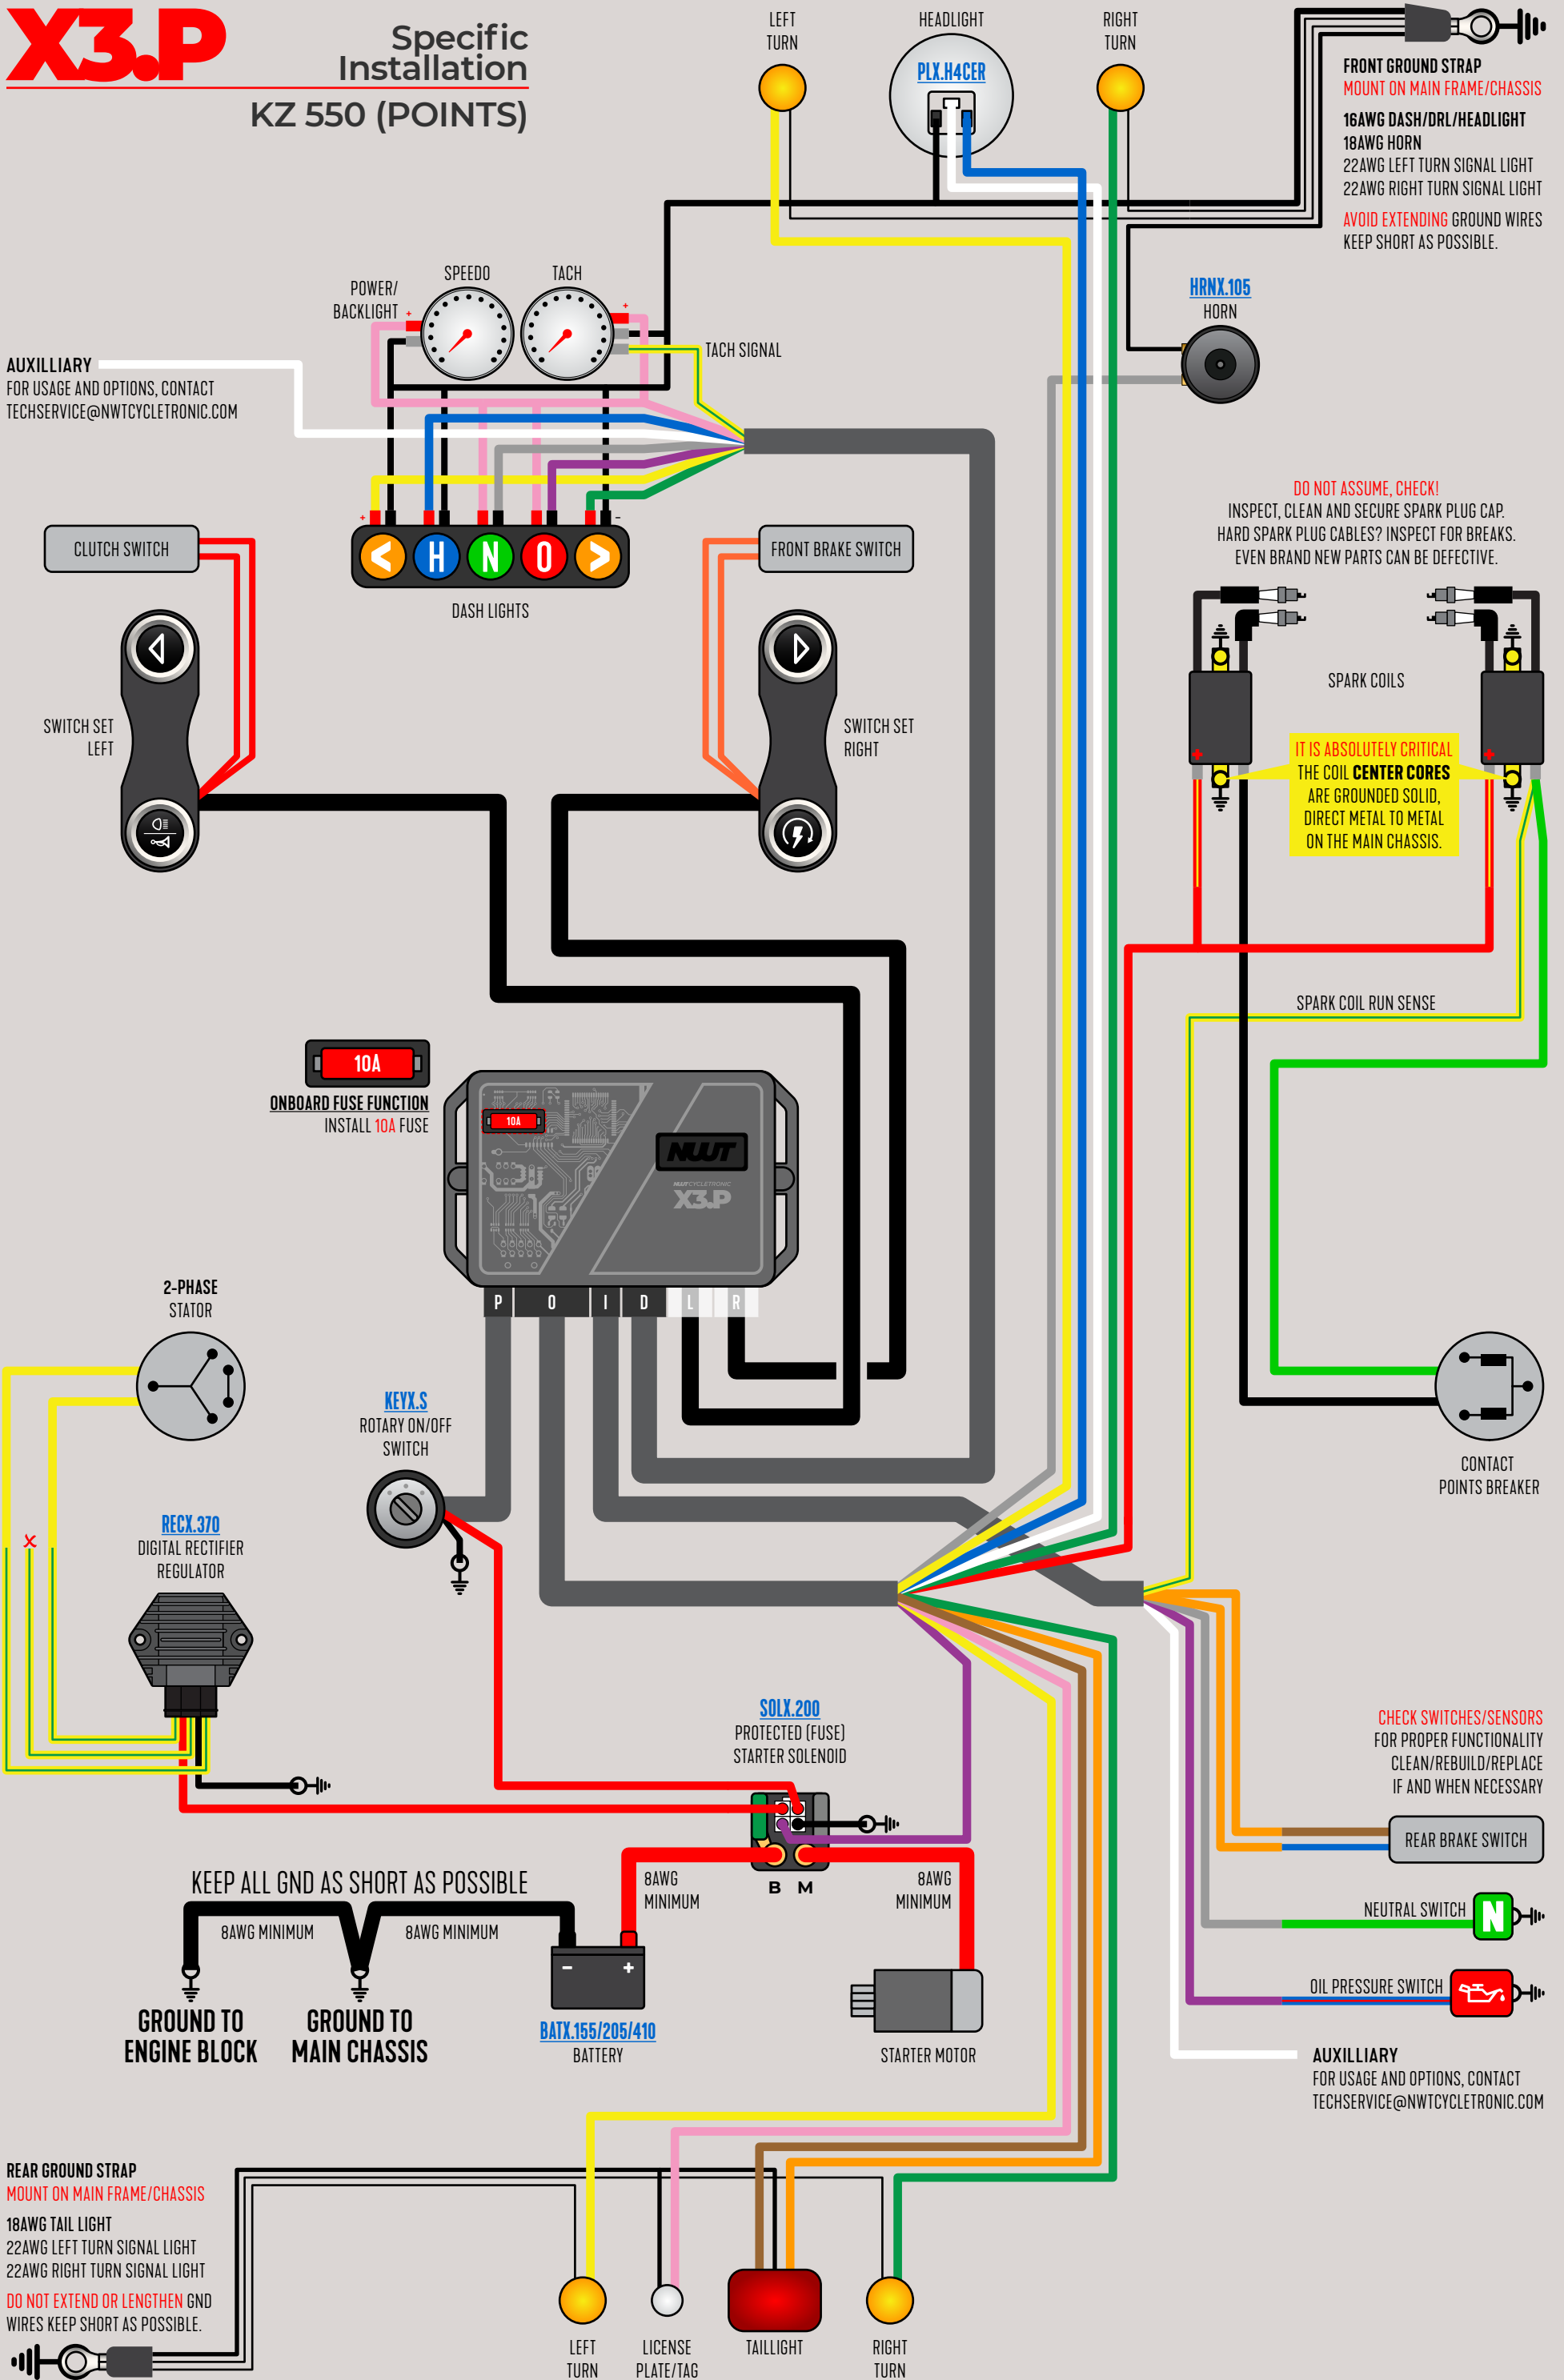 X3.P
Specific
Installation
KZ 550 (POINTS)
LEFT
TURN
HEADLIGHT
PLX.H4CER
RIGHT
TURN
FRONT GROUND STRAP
MOUNT ON MAIN FRAME/CHASSIS
16AWG DASH/DRL/HEADLIGHT
18AWG HORN
22AWG LEFT TURN SIGNAL LIGHT
22AWG RIGHT TURN SIGNAL LIGHT
AVOID EXTENDING GROUND WIRES
KEEP SHORT AS POSSIBLE.
HRNX.105
HORN
SPEEDO
TACH
POWER/
BACKLIGHT
+
+
TACH SIGNAL
AUXILLIARY
FOR USAGE AND OPTIONS, CONTACT
TECHSERVICE@NWTCYCLETRONIC.COM
+
-
< H N O >
DASH LIGHTS
CLUTCH SWITCH
FRONT BRAKE SWITCH
SWITCH SET
LEFT
SWITCH SET
RIGHT
DO NOT ASSUME, CHECK!
INSPECT, CLEAN AND SECURE SPARK PLUG CAP.
HARD SPARK PLUG CABLES? INSPECT FOR BREAKS.
EVEN BRAND NEW PARTS CAN BE DEFECTIVE.
SPARK COILS
+
+
IT IS ABSOLUTELY CRITICAL
THE COIL CENTER CORES
ARE GROUNDED SOLID,
DIRECT METAL TO METAL
ON THE MAIN CHASSIS.
SPARK COIL RUN SENSE
10A
ONBOARD FUSE FUNCTION
INSTALL 10A FUSE
10A
NWT
NWT CYCLETRONIC
X3.P
P O I D L R
2-PHASE
STATOR
KEYX.S
ROTARY ON/OFF
SWITCH
CONTACT
POINTS BREAKER
RECX.370
DIGITAL RECTIFIER
REGULATOR
X
SOLX.200
PROTECTED (FUSE)
STARTER SOLENOID
B M
CHECK SWITCHES/SENSORS
FOR PROPER FUNCTIONALITY
CLEAN/REBUILD/REPLACE
IF AND WHEN NECESSARY
REAR BRAKE SWITCH
NEUTRAL SWITCH
N
OIL PRESSURE SWITCH
AUXILLIARY
FOR USAGE AND OPTIONS, CONTACT
TECHSERVICE@NWTCYCLETRONIC.COM
KEEP ALL GND AS SHORT AS POSSIBLE
8AWG MINIMUM
8AWG MINIMUM
8AWG
MINIMUM
8AWG
MINIMUM
- +
GROUND TO
ENGINE BLOCK
GROUND TO
MAIN CHASSIS
BATX.155/205/410
BATTERY
STARTER MOTOR
REAR GROUND STRAP
MOUNT ON MAIN FRAME/CHASSIS
18AWG TAIL LIGHT
22AWG LEFT TURN SIGNAL LIGHT
22AWG RIGHT TURN SIGNAL LIGHT
DO NOT EXTEND OR LENGTHEN GND
WIRES KEEP SHORT AS POSSIBLE.
LEFT
TURN
LICENSE
PLATE/TAG
TAILLIGHT
RIGHT
TURN